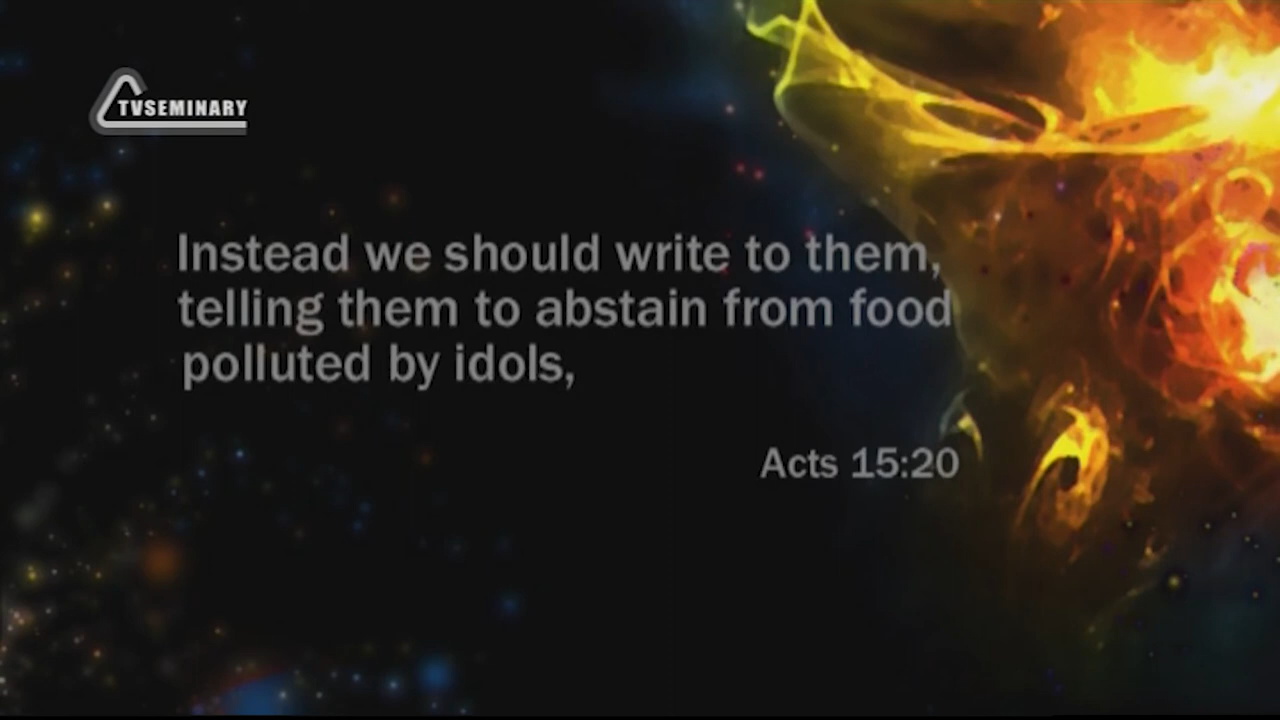 TVSEMINARY
Instead we should write to them,
telling them to abstain from food
polluted by idols,
Acts 15:20